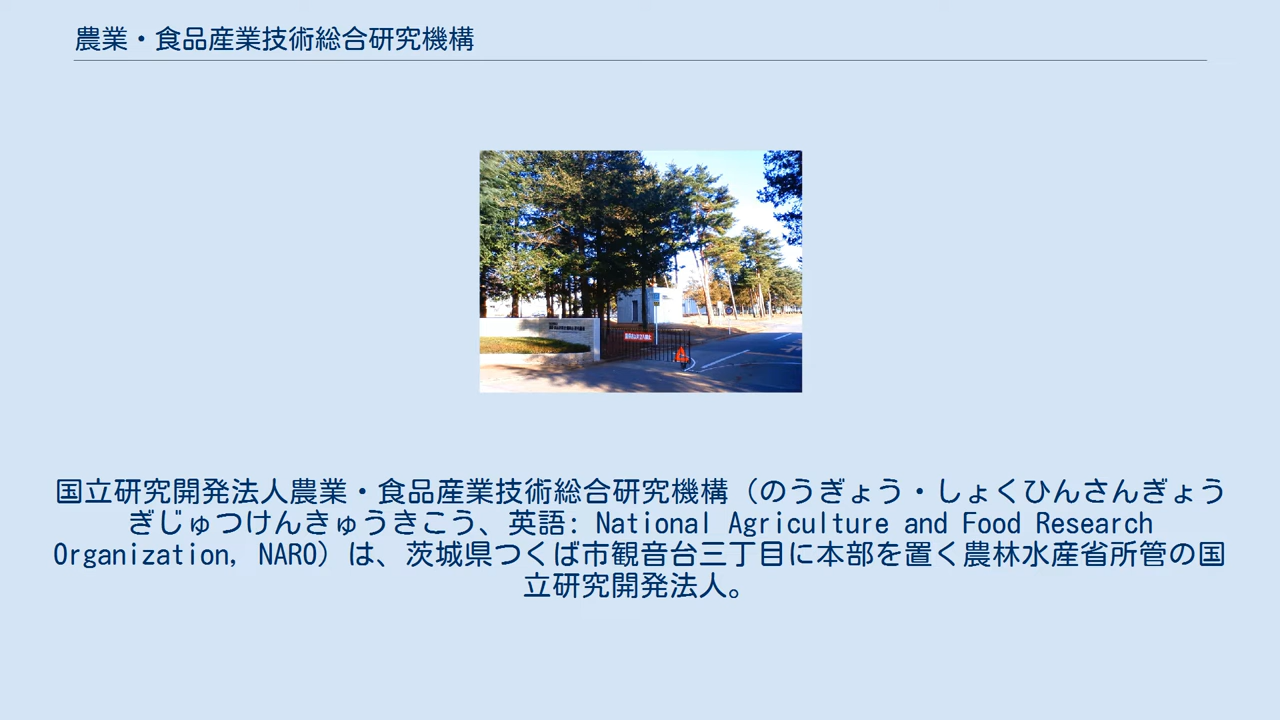 農業・食品産業技術総合研究機構
国立研究開発法人農業・食品産業技術総合研究機構（のうぎょう・しょくひんさんぎょう
ぎじゅつけんきゅうきこう、英語: National Agriculture and Food Research
Organization, NARO）は、茨城県つくば市観音台三丁目に本部を置く農林水産省所管の国
立研究開発法人。